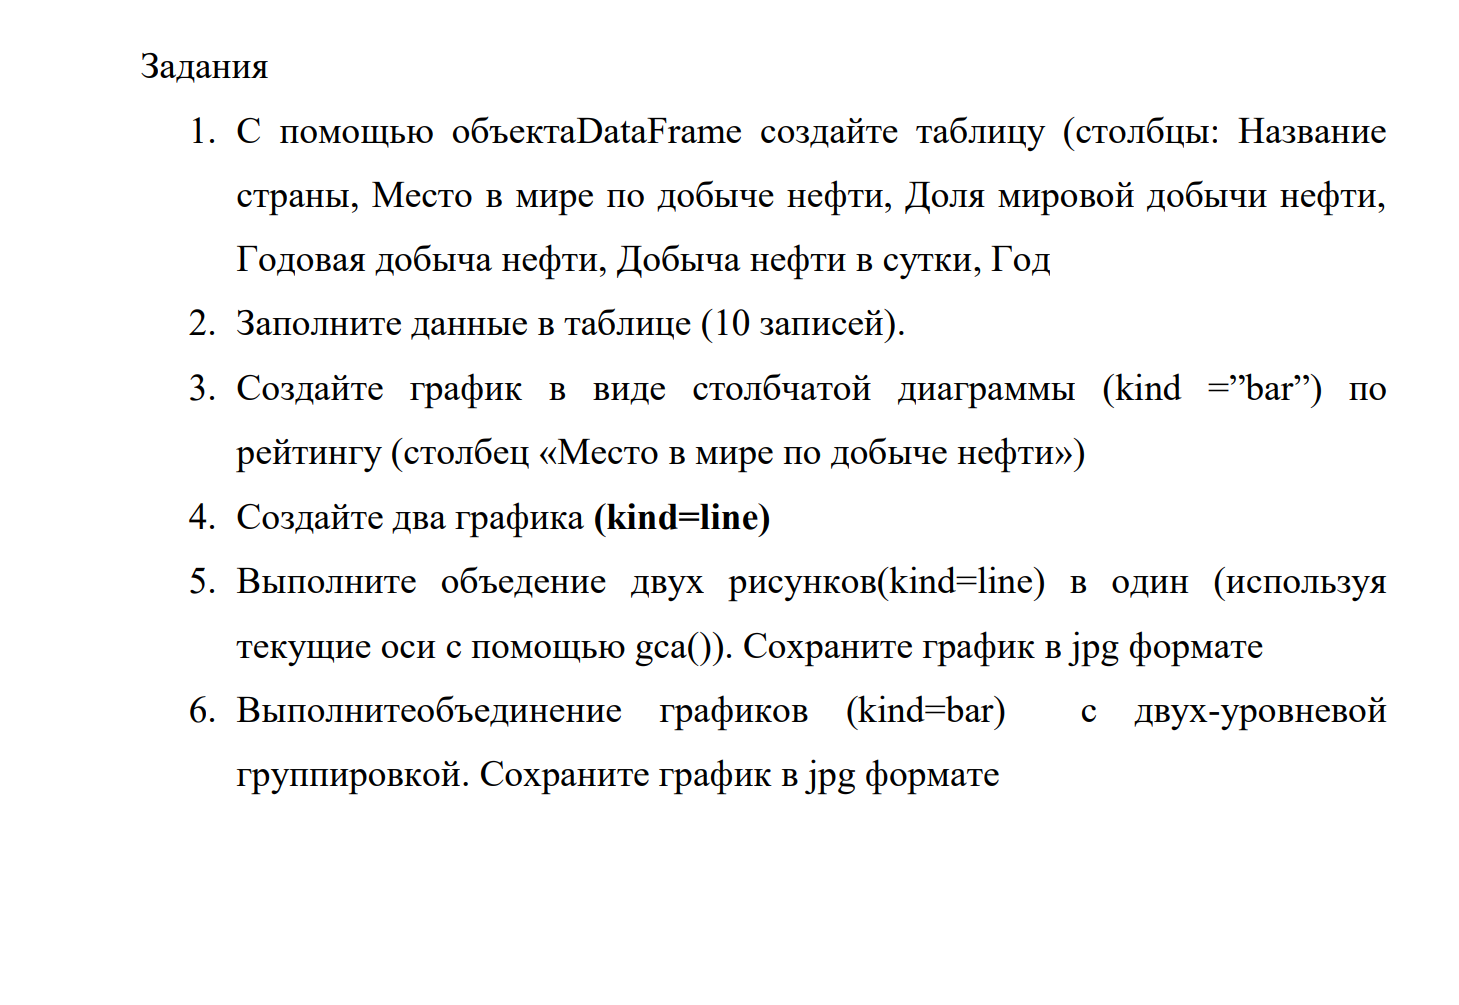 Задания
1. С помощью объектаDataFrame создайте таблицу (столбцы: Название
страны, Место в мире по добыче нефти, Доля мировой добычи нефти,
Годовая добыча нефти, Добыча нефти в сутки, Год
2. Заполните данные в таблице (10 записей).
3. Создайте график в виде столбчатой диаграммы (kind =”bar”) по
рейтингу (столбец «Место в мире по добыче нефти»)
4. Создайте два графика (kind=line)
5. Выполните объедение двух рисунков(kind=line) в один (используя
текущие оси с помощью gca()). Сохраните график в jpg формате
6. Выполнитеобъединение графиков (kind=bar) с двух-уровневой
группировкой. Сохраните график в jpg формате